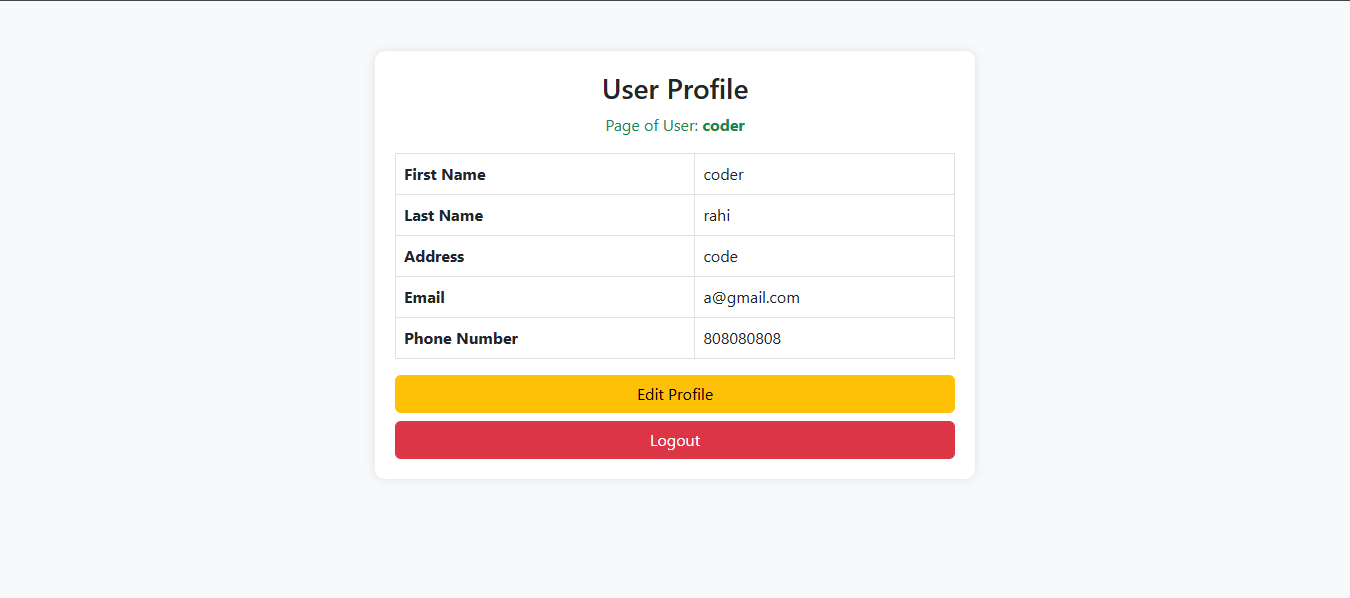 User Profile
Page of User: coder
First Name coder
Last Name rahi
Address code
Email a@gmail.com
Phone Number 808080808
Edit Profile
Logout